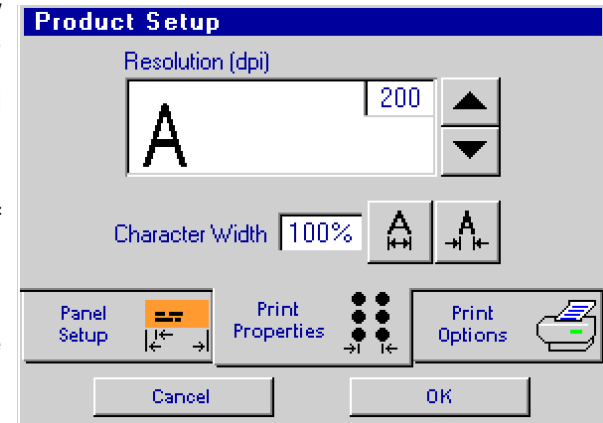 Product Setup
Resolution (dpi)
200
A
Character Width 100% A A
Panel Setup
Print Properties
Print Options
Cancel
OK